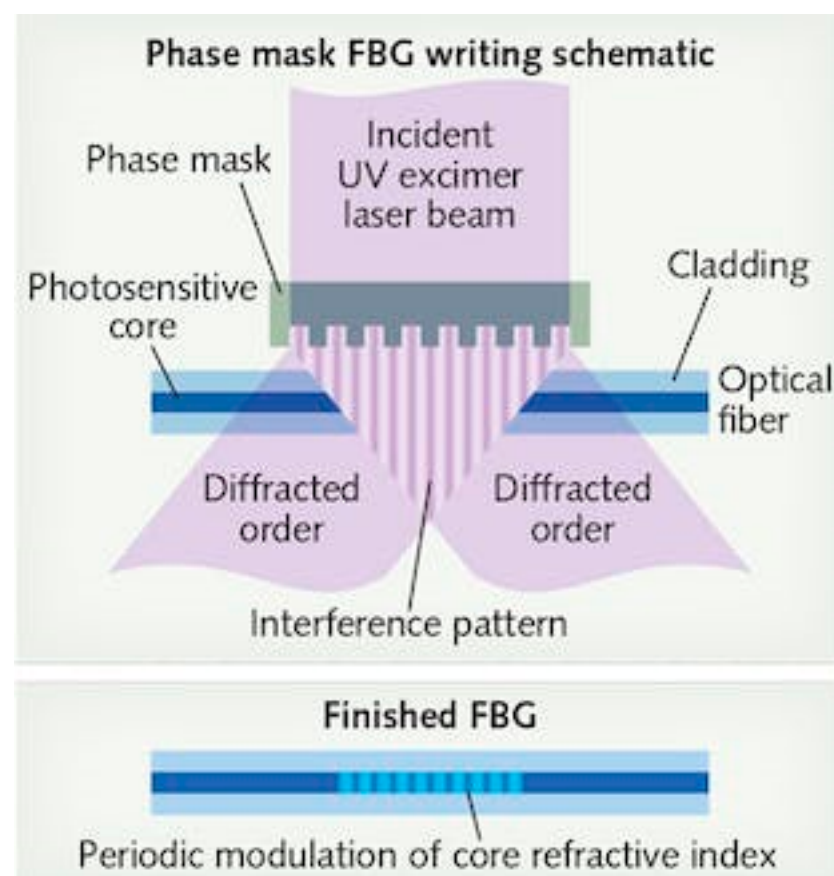 Phase mask FBG writing schematic
Incident
UV excimer
laser beam
Phase mask
Cladding
Photosensitive
core
Optical
fiber
Diffracted
order
Diffracted
order
Interference pattern
Finished FBG
Periodic modulation of core refractive index